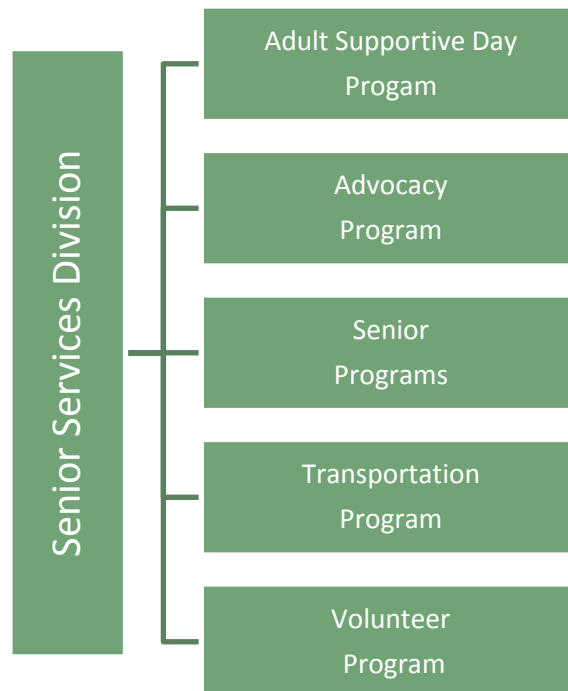 Senior Services Division
Adult Supportive Day
Progam
Advocacy
Program
Senior
Programs
Transportation
Program
Volunteer
Program